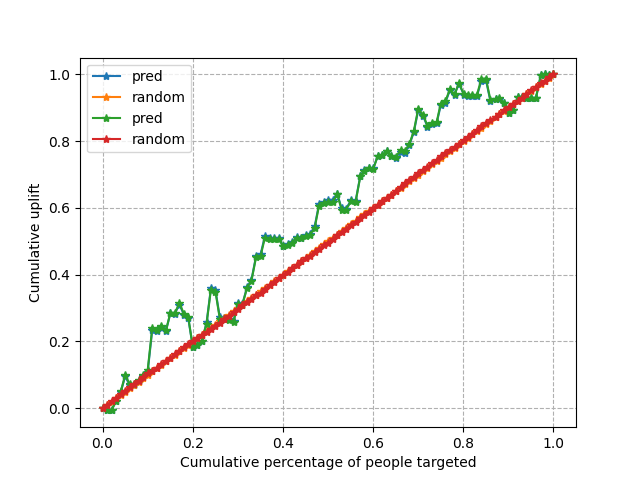 pred
random
pred
random
1.0
0.8
0.6
0.4
0.2
0.0
Cumulative uplift
0.0 0.2 0.4 0.6 0.8 1.0
Cumulative percentage of people targeted